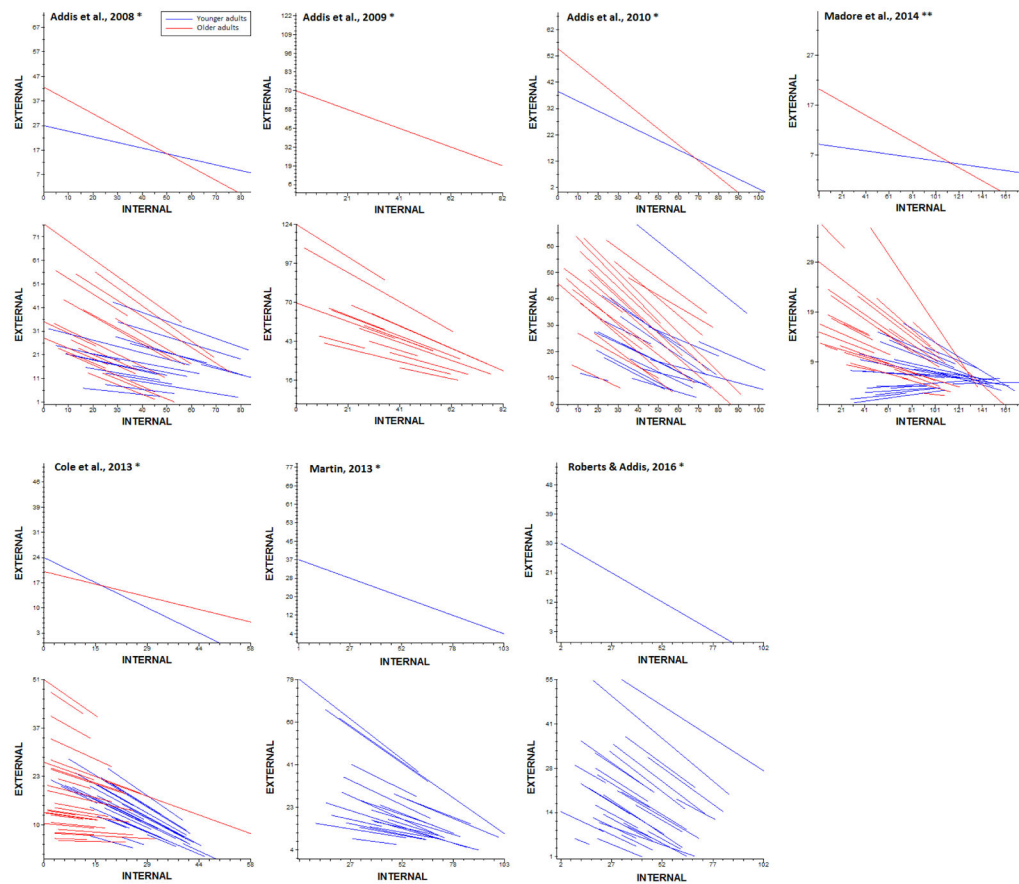 Addis et al., 2008 *
Younger adults
Older adults
EXTERNAL
67
57
47
37
27
17
7
0 10 20 30 40 50 60 70 80
INTERNAL
Addis et al., 2009 *
EXTERNAL
122
112
104
95
87
78
70
61
53
45
36
28
19
6
21 41 62 82
INTERNAL
Addis et al., 2010 *
EXTERNAL
62
52
42
32
22
12
2
0 10 20 30 40 50 60 70 80 90 100
INTERNAL
Madore et al., 2014 **
EXTERNAL
27
17
7
1 21 41 61 81 101 121 141 161
INTERNAL
EXTERNAL
71
61
51
41
31
21
11
1
0 10 20 30 40 50 60 70 80
INTERNAL
EXTERNAL
124
97
70
43
16
0 21 41 62 82
INTERNAL
EXTERNAL
60
50
40
30
20
10
0
0 10 20 30 40 50 60 70 80 90 100
INTERNAL
EXTERNAL
29
19
9
1 21 41 61 81 101 121 141 161
INTERNAL
Cole et al., 2013 *
EXTERNAL
46
39
31
24
17
10
3
0 15 29 44 58
INTERNAL
Martin, 2013 *
EXTERNAL
77
70
61
54
45
37
29
20
12
4
1 27 52 78 103
INTERNAL
Roberts & Addis, 2016 *
EXTERNAL
48
39
30
21
12
3
2 27 52 77 102
INTERNAL
EXTERNAL
51
37
23
10
0 15 29 44 58
INTERNAL
EXTERNAL
79
60
41
23
4
1 27 52 78 103
INTERNAL
EXTERNAL
55
41
28
14
1
2 27 52 77 102
INTERNAL